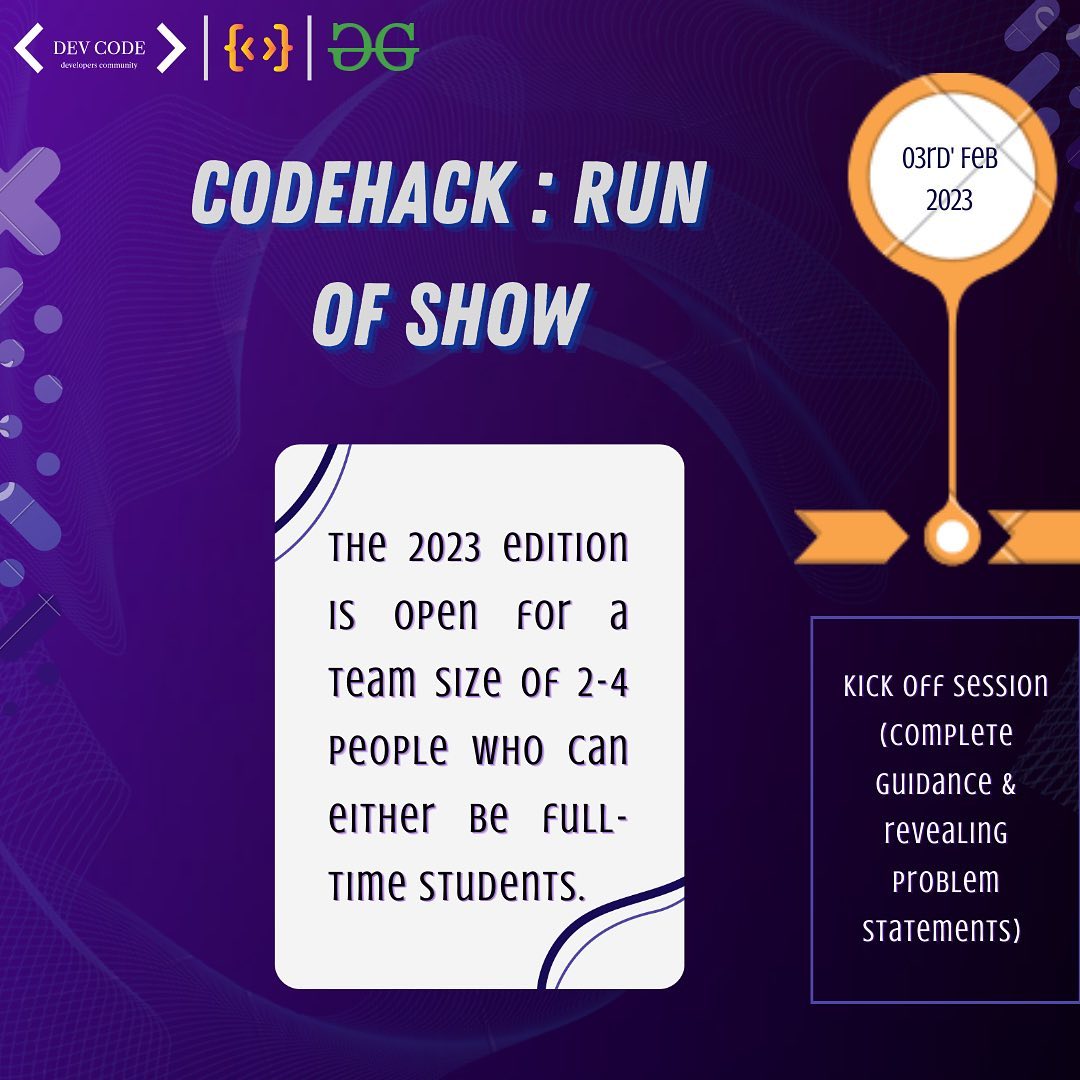 DEV CODE
developers community
{<>}
GG
CODEHACK : RUN
OF SHOW
03rd' Feb
2023
The 2023 edition
is open for a
team size of 2-4
people who can
either be full-
time students.
Kick off session
(complete
guidance &
revealing
problem
statements)